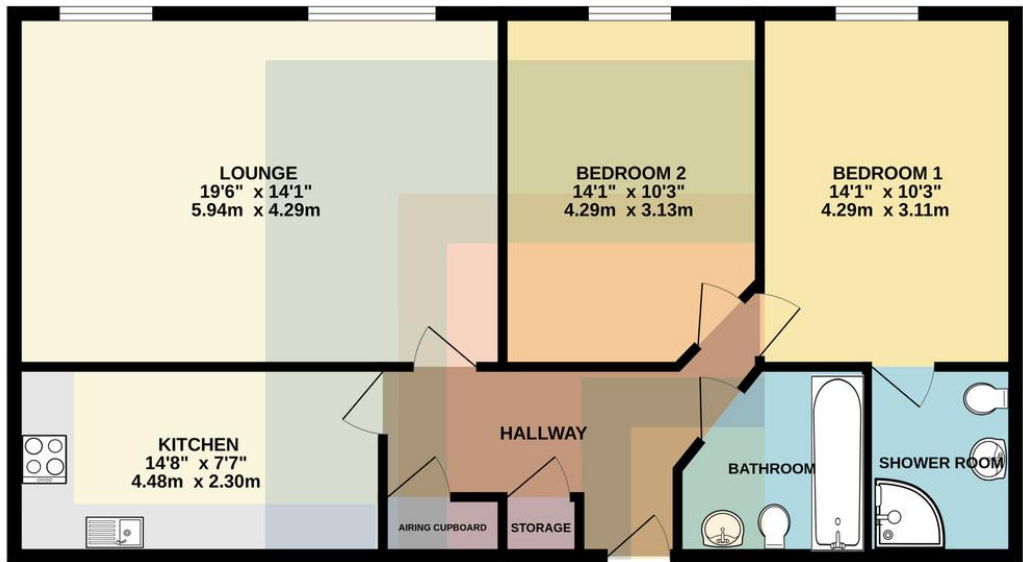 LOUNGE
19'6" x 14'1"
5.94m x 4.29m
BEDROOM 2
14'1" x 10'3"
4.29m x 3.13m
BEDROOM 1
14'1" x 10'3"
4.29m x 3.11m
KITCHEN
14'8" x 7'7"
4.48m x 2.30m
HALLWAY
BATHROOM
SHOWER ROOM
AIRING CUPBOARD
STORAGE